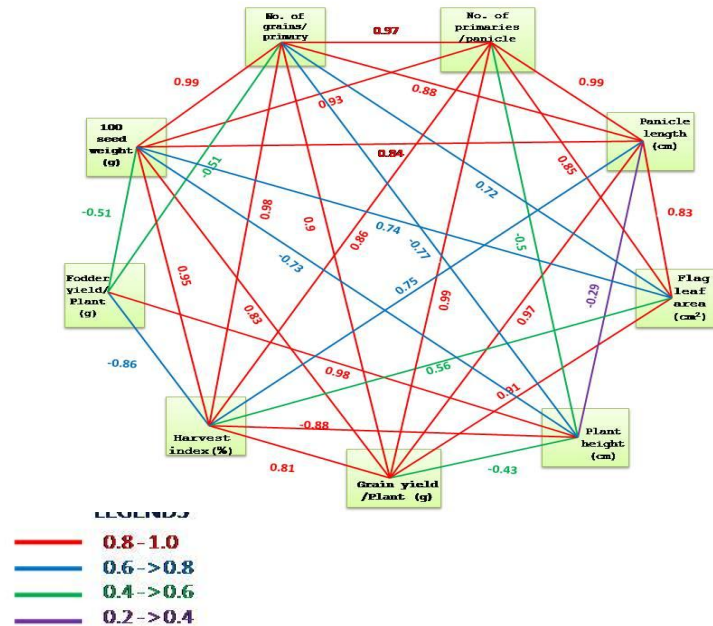 No. of
grains/
primary
No. of
primaries
/panicle
0.97
0.99
0.93
0.88
0.99
100
seed
weight
(g)
Panicle
length
(cm)
0.84
-0.51
0.85
0.72
-0.51
0.98
0.9
0.86
0.74
-0.77
-0.5
0.83
Fodder
yield/
Plant
(g)
Flag
leaf
area
(cm²)
0.95
-0.73
0.75
0.99
0.97
-0.29
0.83
-0.86
0.98
0.56
0.91
Harvest
index(%)
-0.88
Plant
height
(cm)
0.81
Grain yield
/Plant (g)
-0.43
LEGENDS
0.8-1.0
0.6->0.8
0.4->0.6
0.2->0.4